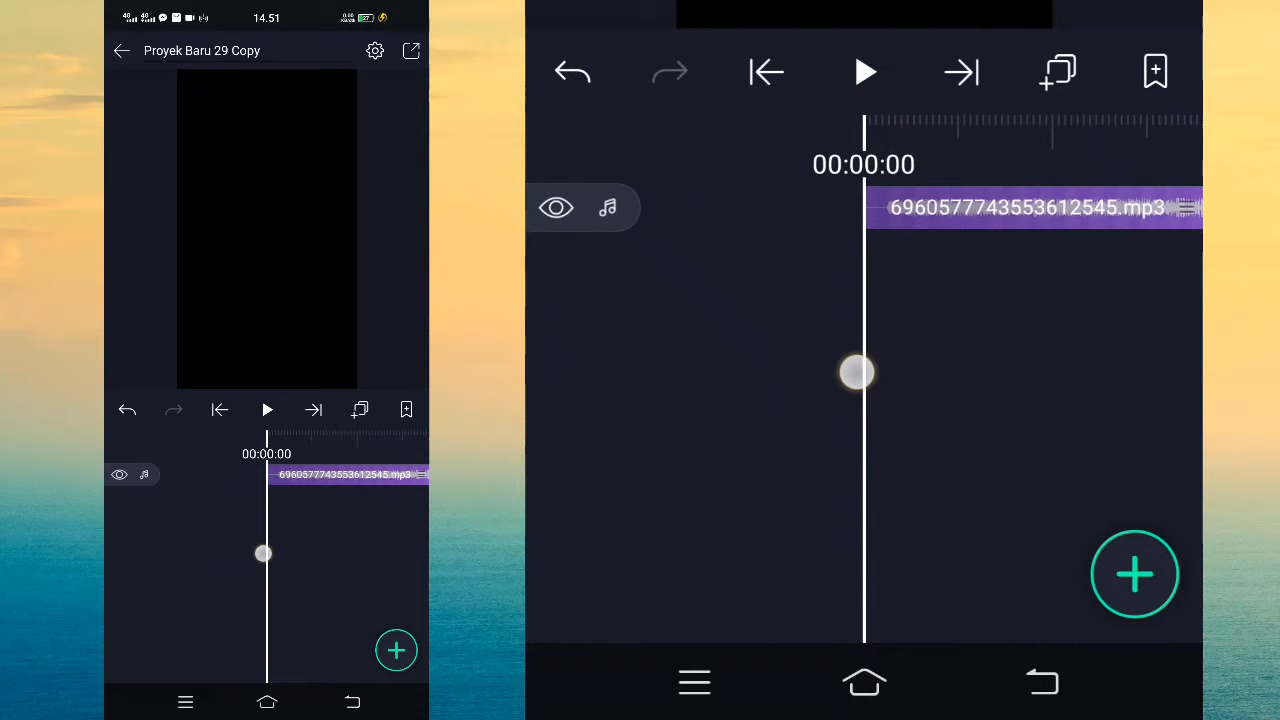 14.51
Proyek Baru 29 Copy
00:00:00
6960577743553612545.mp3
00:00:00
6960577743553612545.mp3